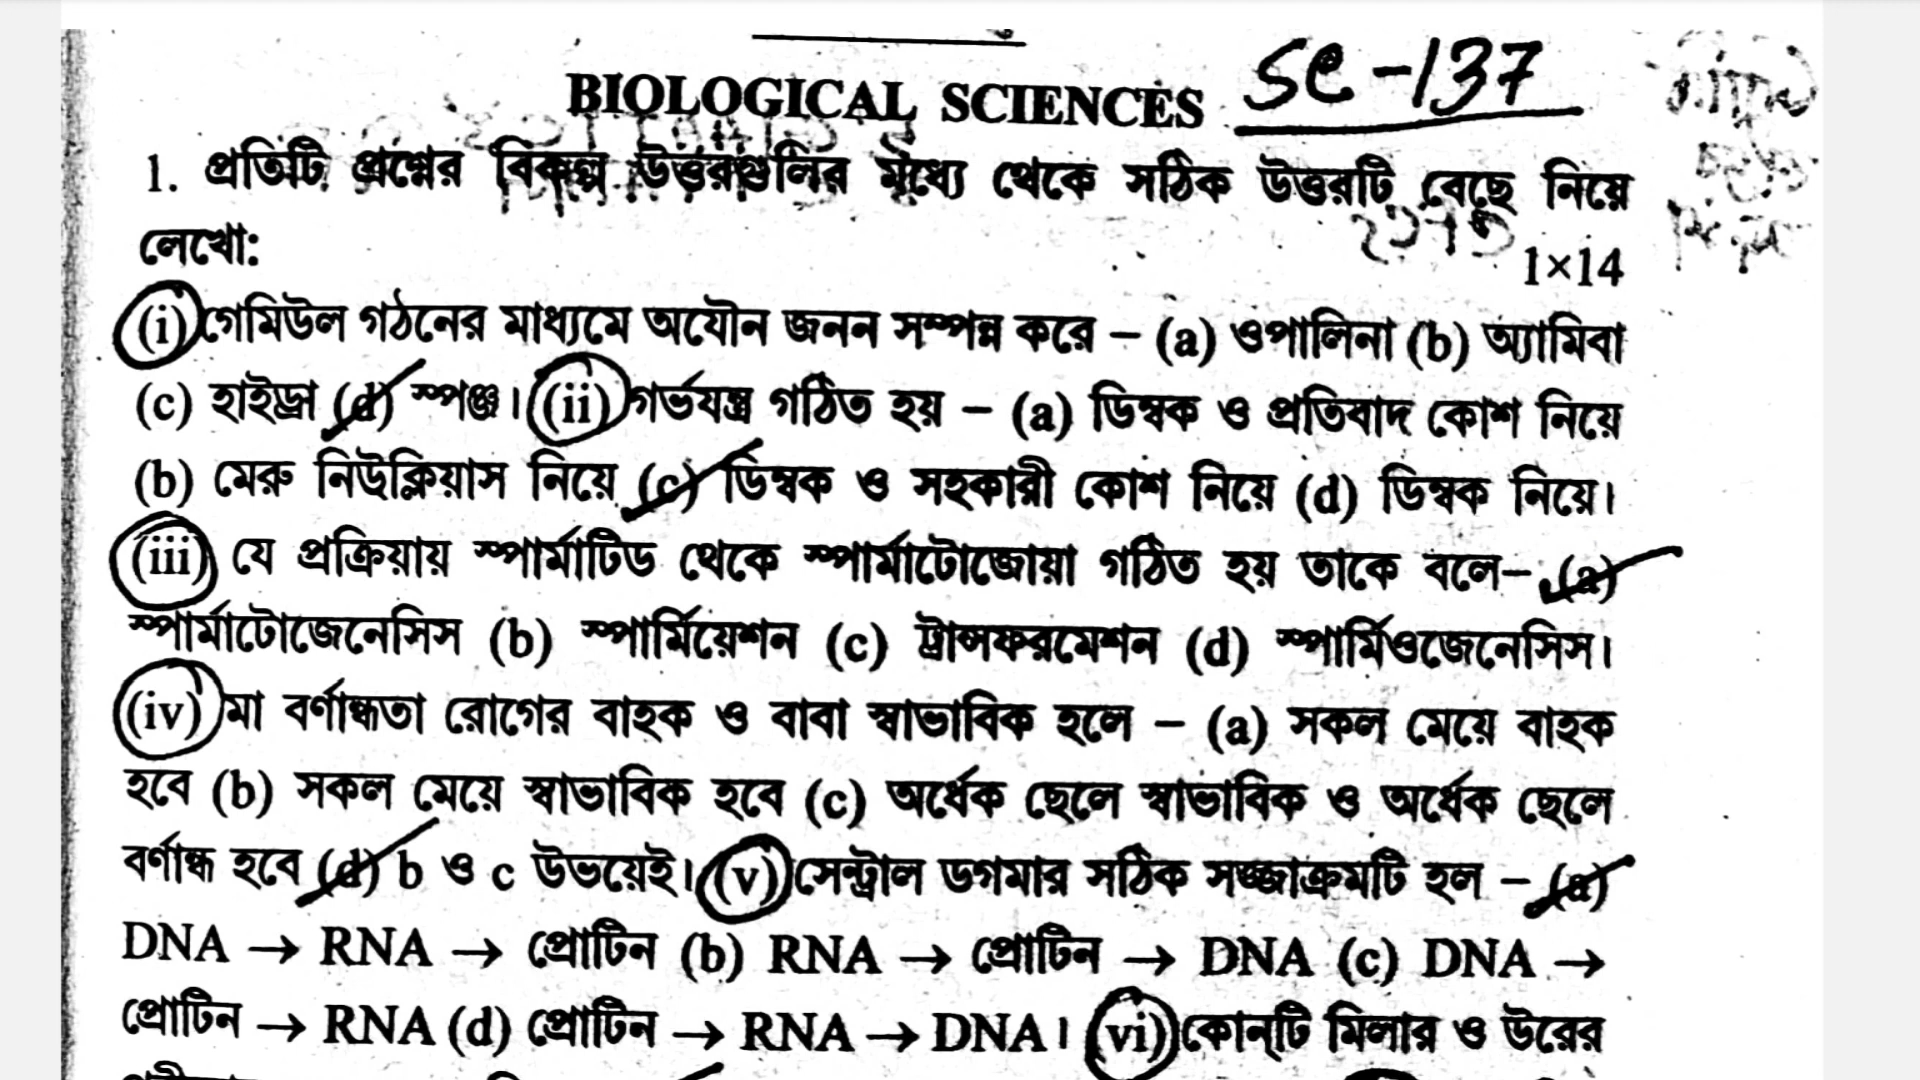 BIOLOGICAL SCIENCES SC-137
1. প্রতিটি প্রশ্নের বিকল্প উত্তরগুলির মধ্যে থেকে সঠিক উত্তরটি বেছে নিয়ে
লেখো: 1×14
(i) গেমিউল গঠনের মাধ্যমে অযৌন জনন সম্পন্ন করে – (a) ওপালিনা (b) অ্যামিবা
(c) হাইড্রা (d) স্পঞ্জ। (ii) গর্ভযন্ত্র গঠিত হয় – (a) ডিম্বক ও প্রতিবাদ কোশ নিয়ে
(b) মেরু নিউক্লিয়াস নিয়ে (c) ডিম্বক ও সহকারী কোশ নিয়ে (d) ডিম্বক নিয়ে।
(iii) যে প্রক্রিয়ায় স্পার্মাটিড থেকে স্পার্মাটোজোয়া গঠিত হয় তাকে বলে– (a)
স্পার্মাটোজেনেসিস (b) স্পার্মিয়েশন (c) ট্রান্সফরমেশন (d) স্পার্মিওজেনেসিস।
(iv) মা বর্ণান্ধতা রোগের বাহক ও বাবা স্বাভাবিক হলে – (a) সকল মেয়ে বাহক
হবে (b) সকল মেয়ে স্বাভাবিক হবে (c) অর্ধেক ছেলে স্বাভাবিক ও অর্ধেক ছেলে
বর্ণান্ধ হবে (d) b ও c উভয়েই। (v) সেন্ট্রাল ডগমার সঠিক সজ্জাক্রমটি হল – (a)
DNA → RNA → প্রোটিন (b) RNA → প্রোটিন → DNA (c) DNA →
প্রোটিন → RNA (d) প্রোটিন → RNA → DNA। (vi) কোন্‌টি মিলার ও উরের